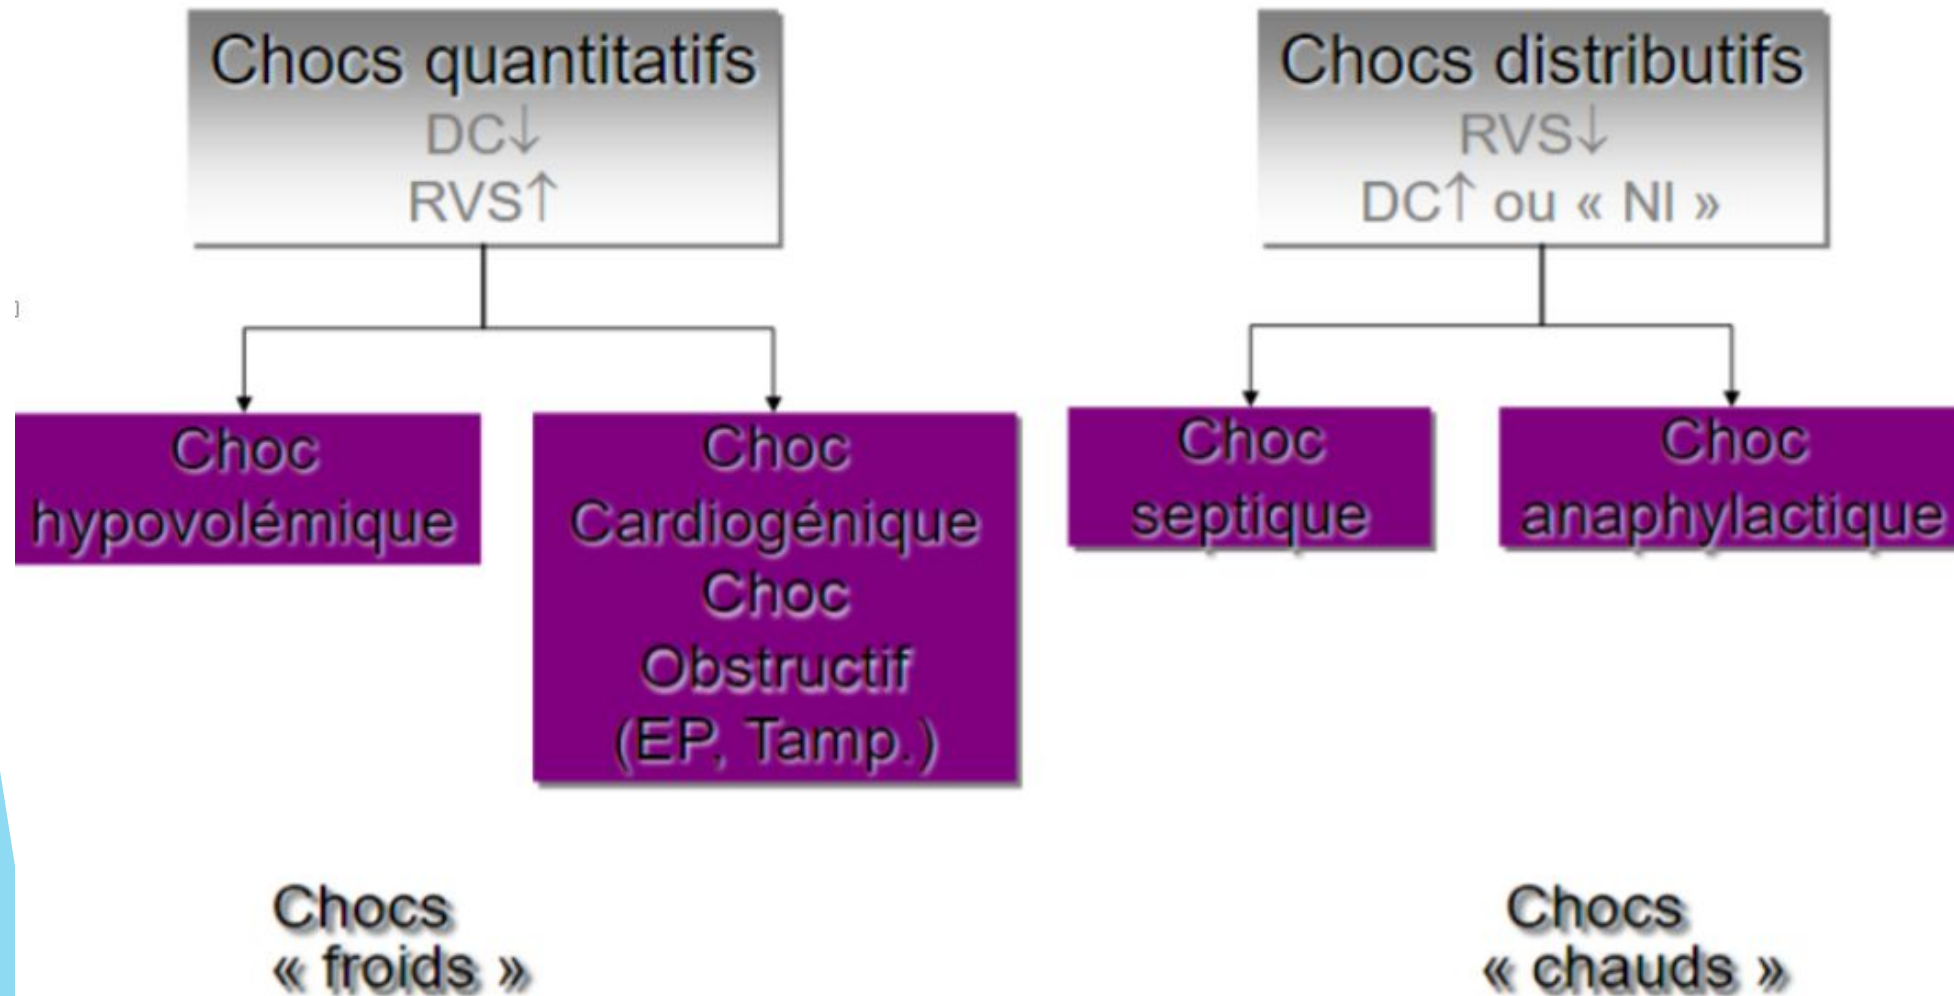 Chocs quantitatifs
DC↓
RVS↑
Chocs distributifs
RVS↓
DC↑ ou « Nl »
Choc
hypovolémique
Choc
Cardiogénique
Choc
Obstructif
(EP, Tamp.)
Choc
septique
Choc
anaphylactique
Chocs
« froids »
Chocs
« chauds »